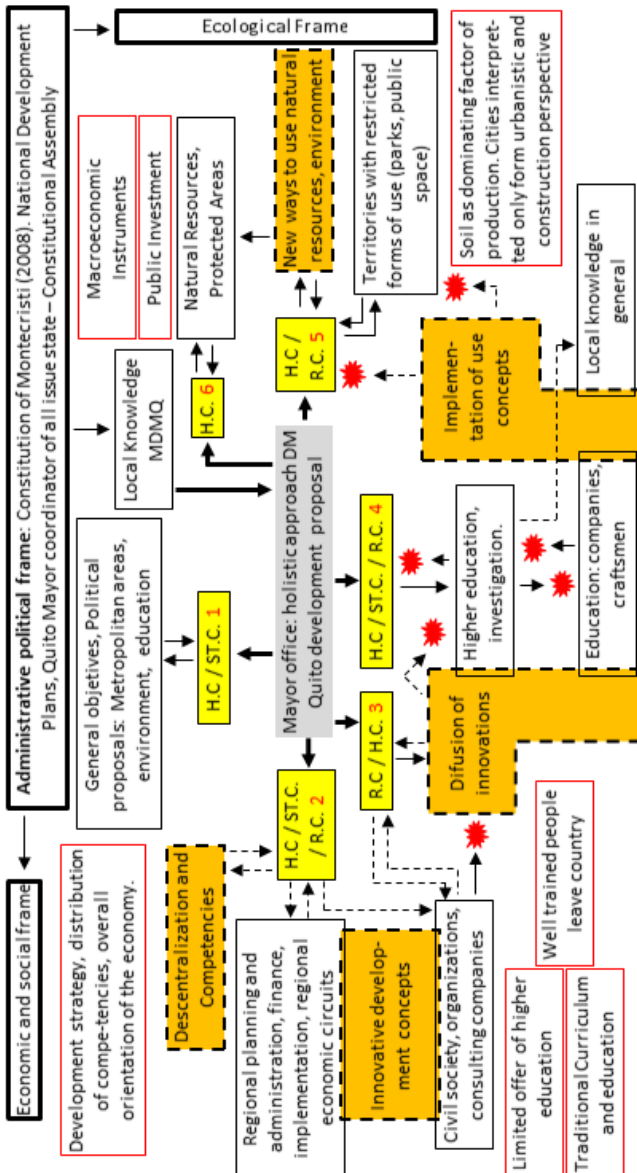 Administrative political frame: Constitution of Montecristi (2008). National Development
Plans, Quito Mayor coordinator of all issue state – Constitutional Assembly
Economic and social frame
Ecological Frame
Development strategy, distribution
of compe-tencies, overall
orientation of the economy.
General objetives, Political
proposals: Metropolitan areas,
environment, education
Local Knowledge
MDMQ
Macroeconomic
Instruments
Public Investment
Natural Resources,
Protected Areas
Descentralization and
Competencies
H.C / ST.C. 1
H.C. 6
New ways to use natural
resources, environment
Regional planning and
administration, finance,
implementation, regional
economic circuits
H.C / ST.C.
/ R.C. 2
Mayor office: holistic approach DM
Quito development proposal
H.C /
R.C. 5
Territories with restricted
forms of use (parks, public
space)
Innovative develop-
ment concepts
R.C / H.C. 3
H.C / ST.C. / R.C. 4
Soil as dominating factor of
production. Cities interpret-
ted only form urbanistic and
construction perspective
Civil society, organizations,
consulting companies
Difusion of
innovations
Higher education,
investigation.
Implemen-
tation of use
concepts
Limited offer of higher
education
Well trained people
leave country
Traditional Curriculum
and education
Education: companies,
craftsmen
Local knowledge in
general